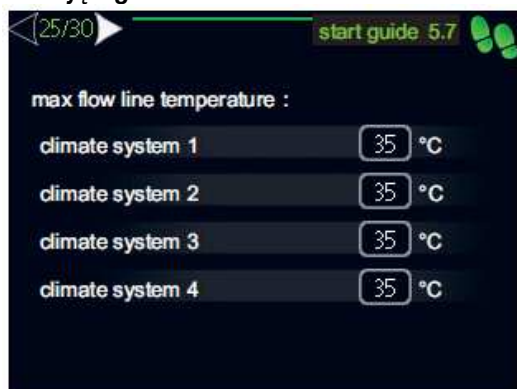 25/30 start guide 5.7
max flow line temperature :
climate system 1 35 °C
climate system 2 35 °C
climate system 3 35 °C
climate system 4 35 °C